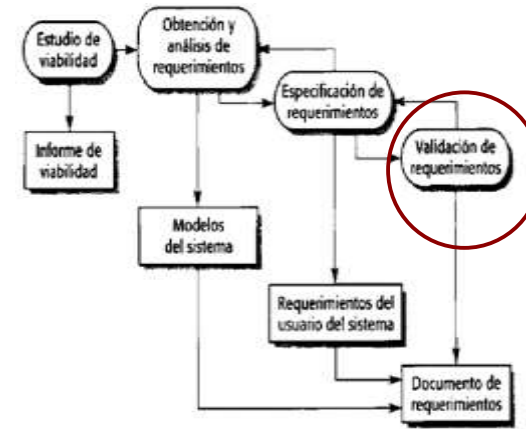 Estudio de
viabilidad
Obtención y
análisis de
requerimientos
Especificación de
requerimientos
Validación de
requerimientos
Informe de
viabilidad
Modelos
del sistema
Requerimientos del
usuario del sistema
Documento de
requerimientos